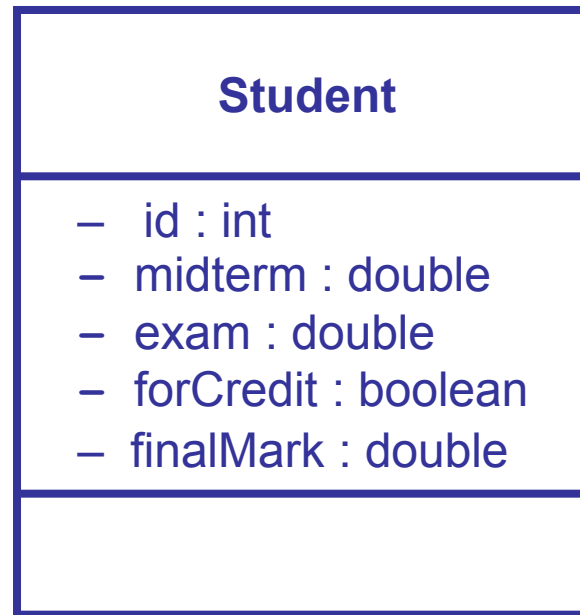 Student
– id : int
– midterm : double
– exam : double
– forCredit : boolean
– finalMark : double